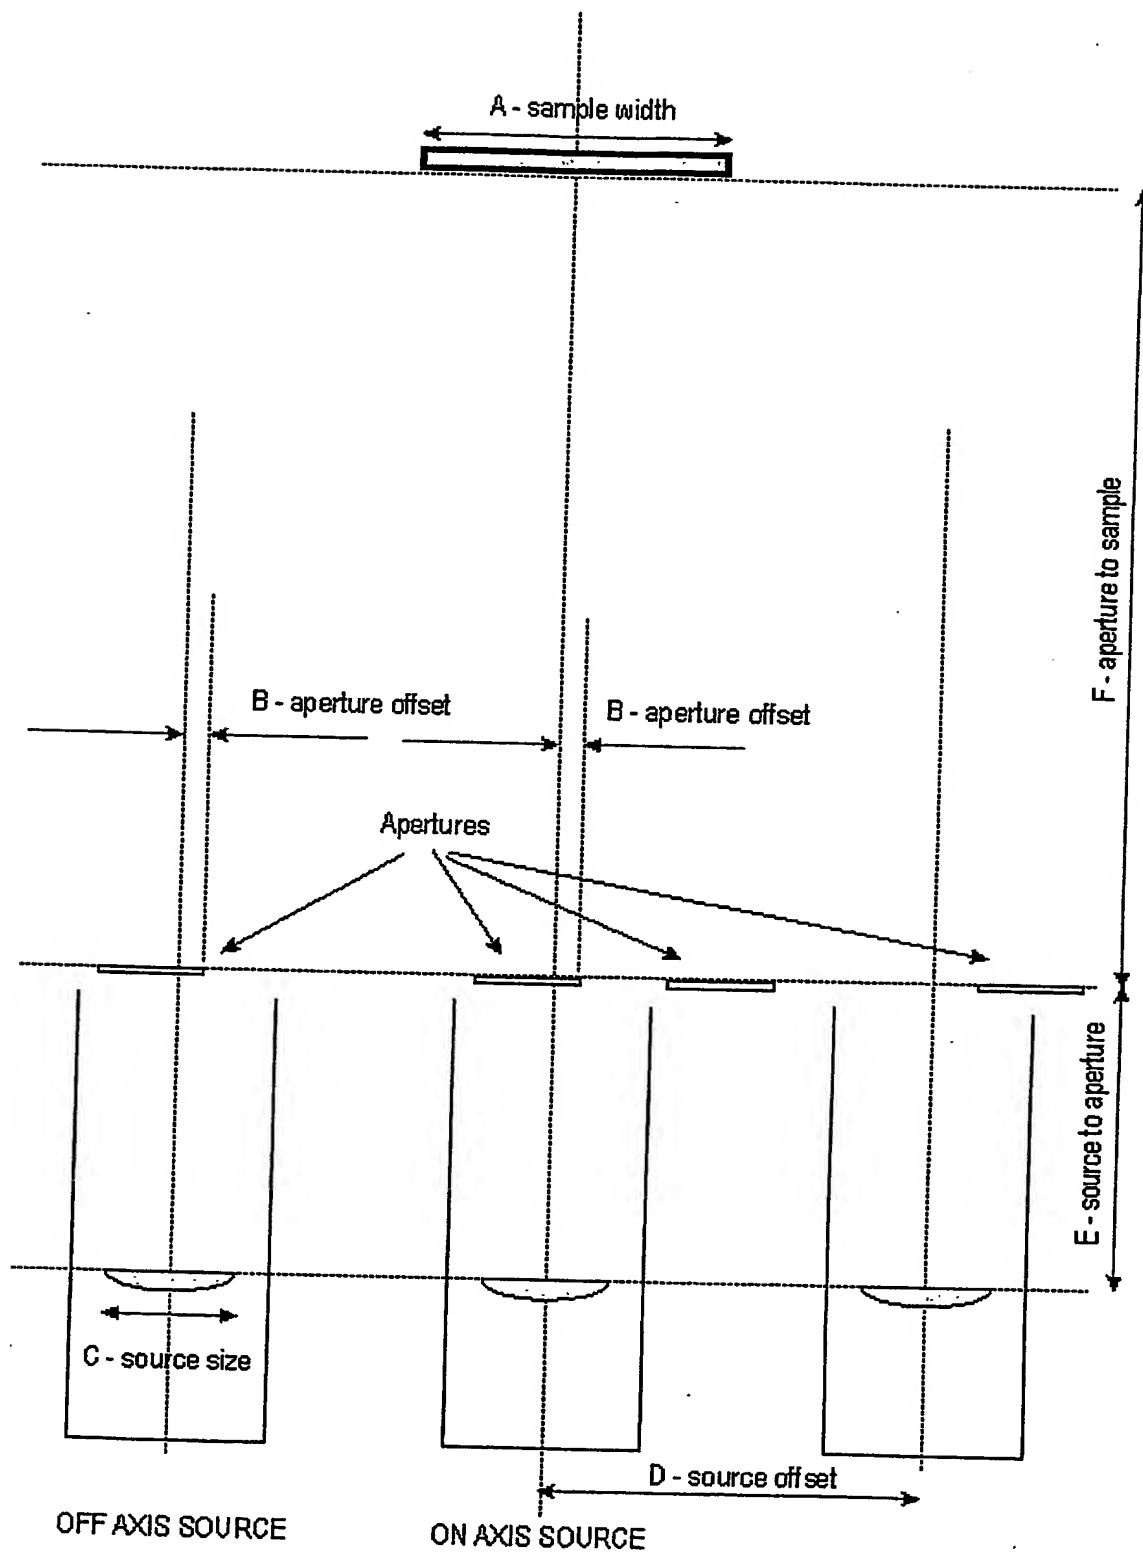 A - sample width
F - aperture to sample
B - aperture offset
B - aperture offset
Apertures
E - source to aperture
C - source size
D - source offset
OFF AXIS SOURCE
ON AXIS SOURCE